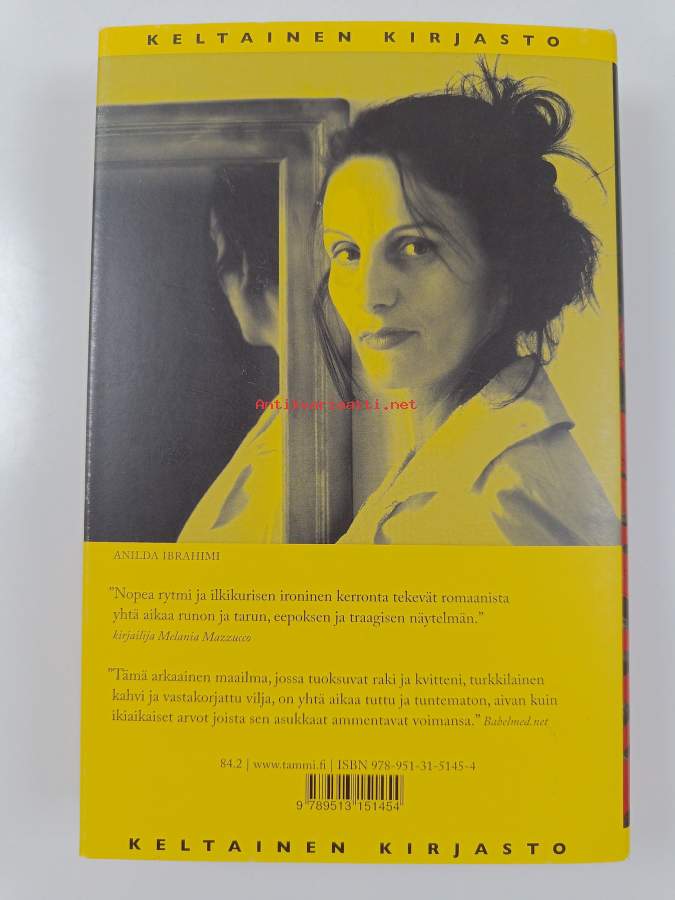 KELTAINEN KIRJASTO
Antikvariaatti.net
ANILDA IBRAHIMI
”Nopea rytmi ja ilkikurisen ironinen kerronta tekevät romaanista
yhtä aikaa runon ja tarun, eepoksen ja traagisen näytelmän.”
kirjailija Melania Mazzucco
”Tämä arkaainen maailma, jossa tuoksuvat raki ja kvitteni, turkkilainen
kahvi ja vastakorjattu vilja, on yhtä aikaa tuttu ja tuntematon, aivan kuin
ikiaikaiset arvot joista sen asukkaat ammentavat voimansa.” Babelmed.net
84.2 | www.tammi.fi | ISBN 978-951-31-5145-4
9 789513 151454
KELTAINEN KIRJASTO